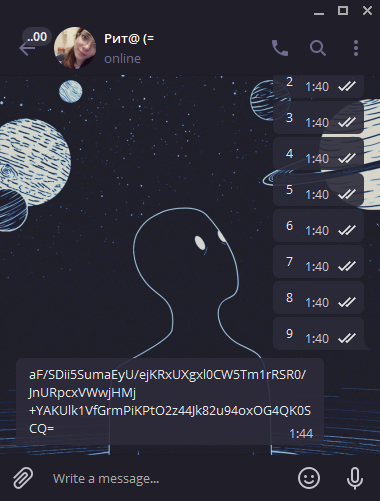 ..00
Рит@ (=
online
2 1:40
3 1:40
4 1:40
5 1:40
6 1:40
7 1:40
8 1:40
9 1:40
aF/SDii5SumaEyU/ejKRxUXgxl0CW5Tm1rRSR0/
JnURpcxVWwjHMj
+YAKUlk1VfGrmPiKPtO2z44Jk82u94oxOG4QK0S
CQ=
1:44
Write a message...